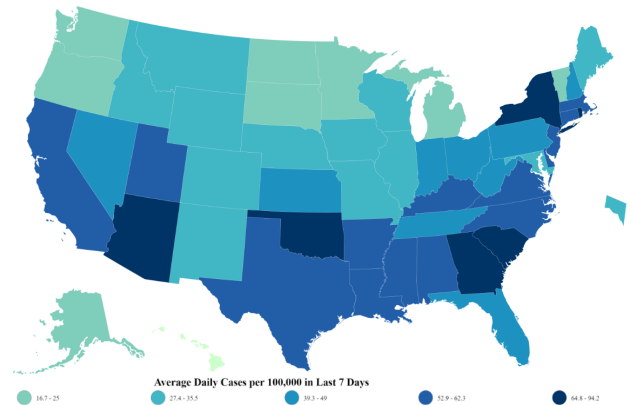 Average Daily Cases per 100,000 in Last 7 Days
16.7 - 25 27.4 - 35.5 39.3 - 49 52.9 - 62.3 64.8 - 94.2